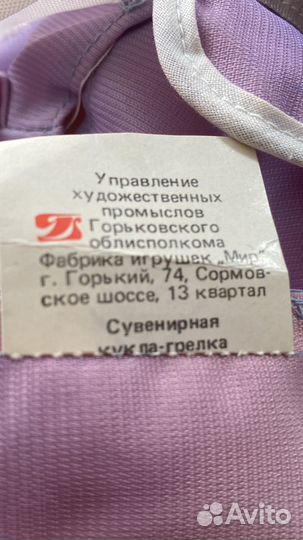 Управление
художественных
промыслов
Горьковского
облисполкома
Фабрика игрушек „Мир"
г. Горький, 74, Сормов-
ское шоссе, 13 квартал
Сувенирная
кукла-грелка
Avito